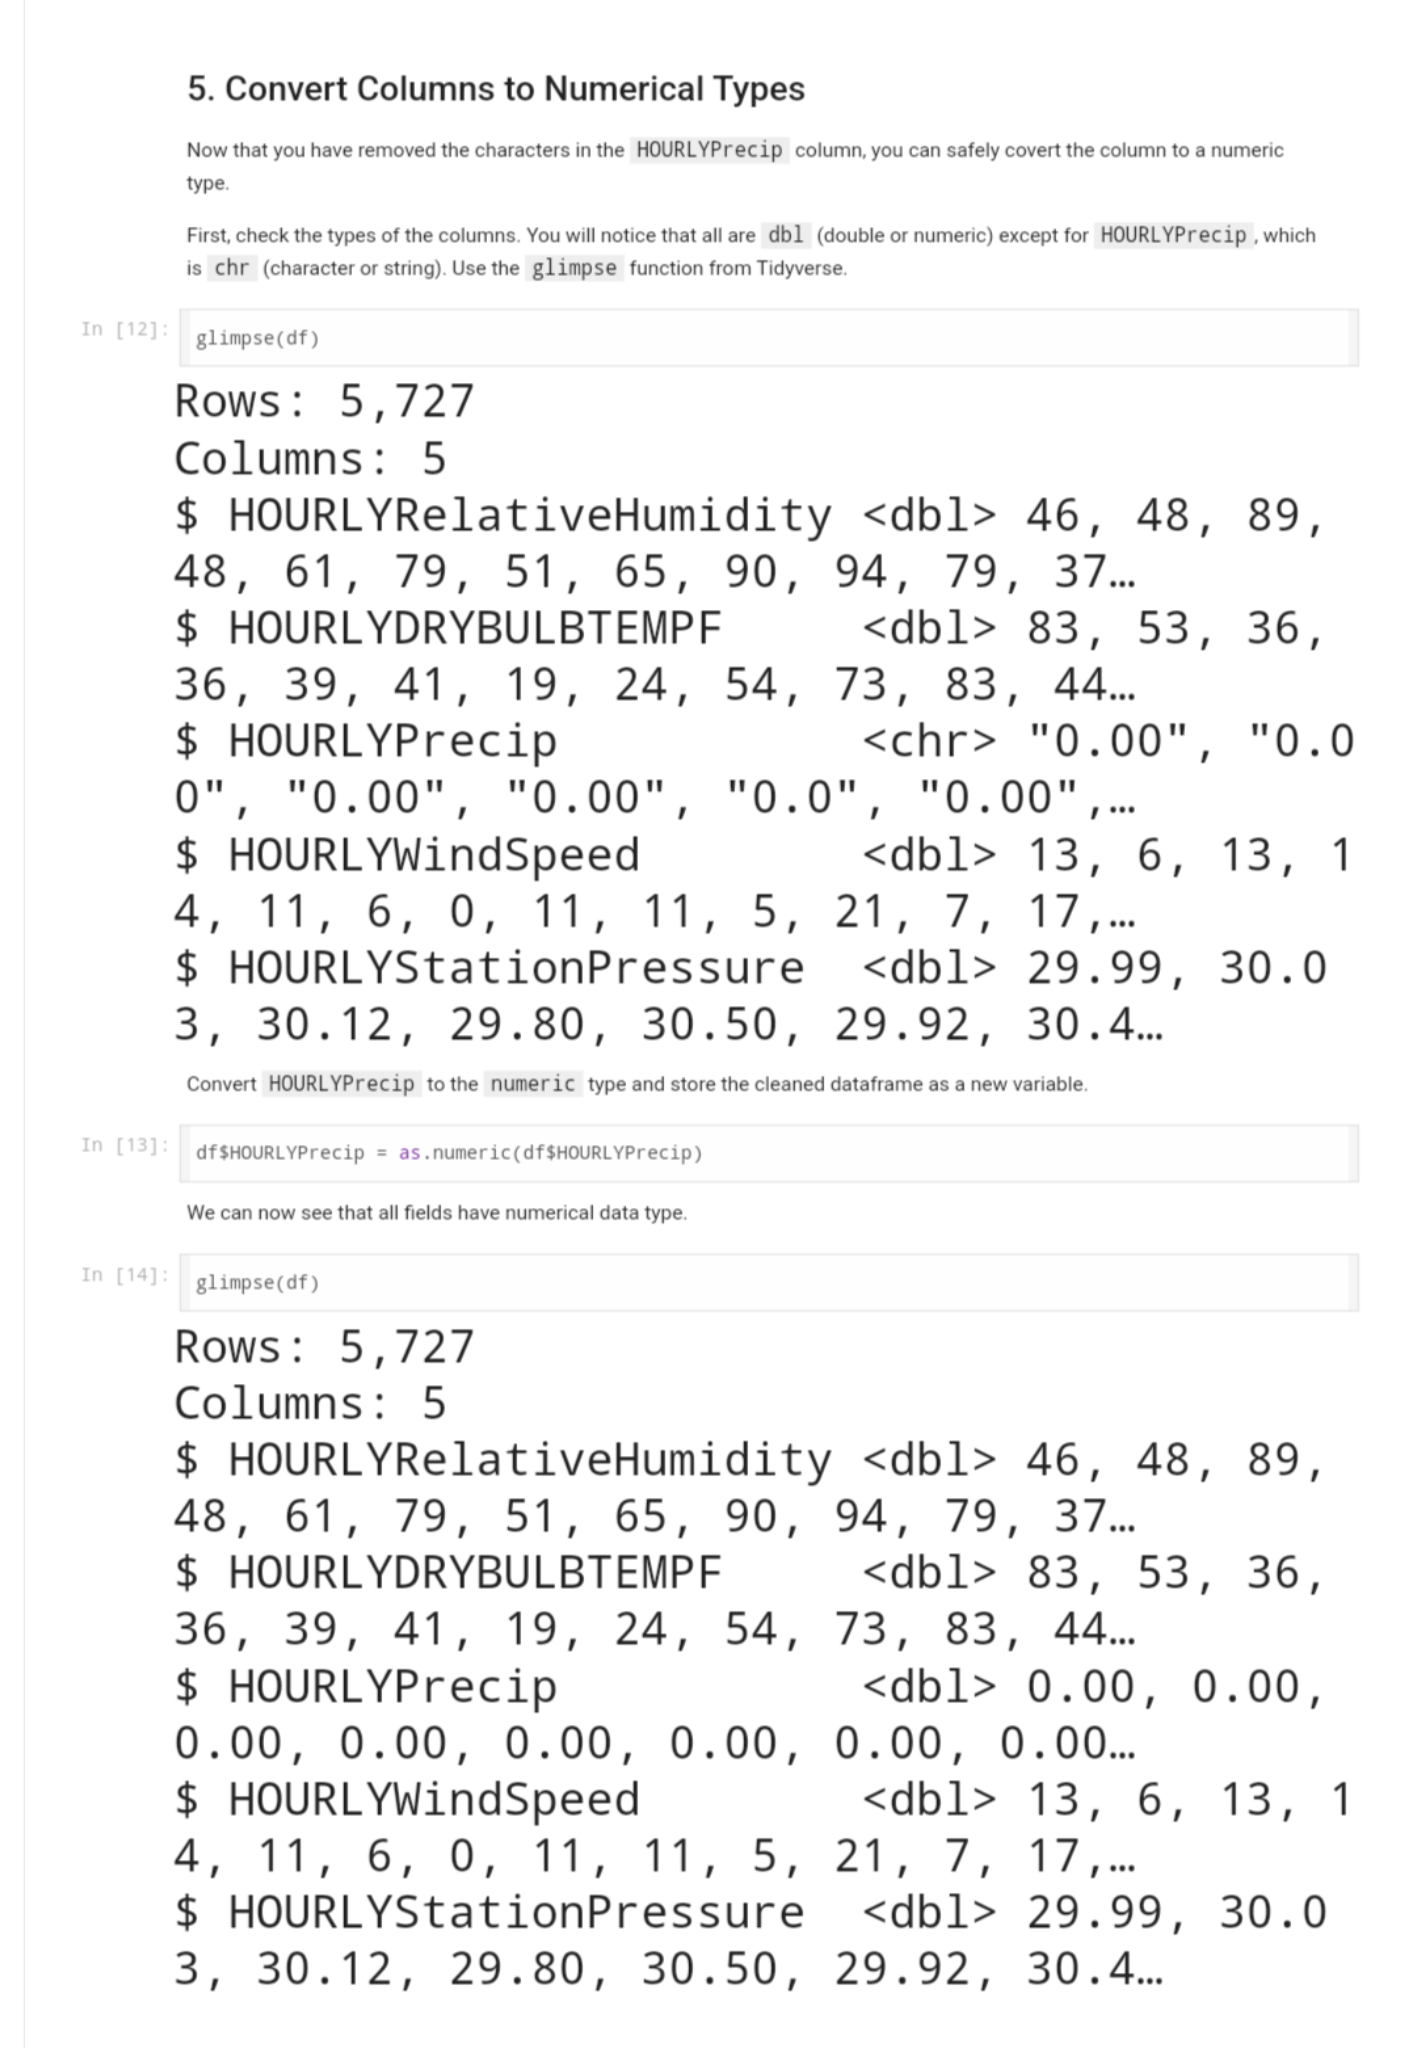 5. Convert Columns to Numerical Types
Now that you have removed the characters in the HOURLYPrecip column, you can safely covert the column to a numeric
type.
First, check the types of the columns. You will notice that all are dbl (double or numeric) except for HOURLYPrecip, which
is chr (character or string). Use the glimpse function from Tidyverse.
In [12]: glimpse(df)
Rows: 5,727
Columns: 5
$ HOURLYRelativeHumidity <dbl> 46, 48, 89,
48, 61, 79, 51, 65, 90, 94, 79, 37…
$ HOURLYDRYBULBTEMPF     <dbl> 83, 53, 36,
36, 39, 41, 19, 24, 54, 73, 83, 44…
$ HOURLYPrecip           <chr> "0.00", "0.0
0", "0.00", "0.00", "0.0", "0.00",…
$ HOURLYWindSpeed        <dbl> 13, 6, 13, 1
4, 11, 6, 0, 11, 11, 5, 21, 7, 17,…
$ HOURLYStationPressure  <dbl> 29.99, 30.0
3, 30.12, 29.80, 30.50, 29.92, 30.4…
Convert HOURLYPrecip to the numeric type and store the cleaned dataframe as a new variable.
In [13]: df$HOURLYPrecip = as.numeric(df$HOURLYPrecip)
We can now see that all fields have numerical data type.
In [14]: glimpse(df)
Rows: 5,727
Columns: 5
$ HOURLYRelativeHumidity <dbl> 46, 48, 89,
48, 61, 79, 51, 65, 90, 94, 79, 37…
$ HOURLYDRYBULBTEMPF     <dbl> 83, 53, 36,
36, 39, 41, 19, 24, 54, 73, 83, 44…
$ HOURLYPrecip           <dbl> 0.00, 0.00,
0.00, 0.00, 0.00, 0.00, 0.00, 0.00…
$ HOURLYWindSpeed        <dbl> 13, 6, 13, 1
4, 11, 6, 0, 11, 11, 5, 21, 7, 17,…
$ HOURLYStationPressure  <dbl> 29.99, 30.0
3, 30.12, 29.80, 30.50, 29.92, 30.4…